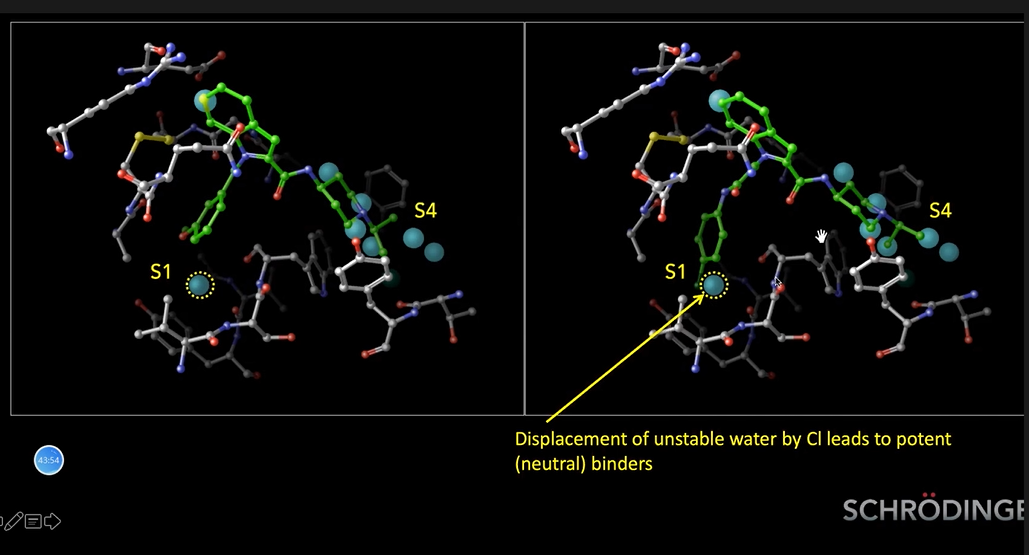 S4
S1
S4
S1
Displacement of unstable water by Cl leads to potent
(neutral) binders
43:54
SCHRÖDINGE